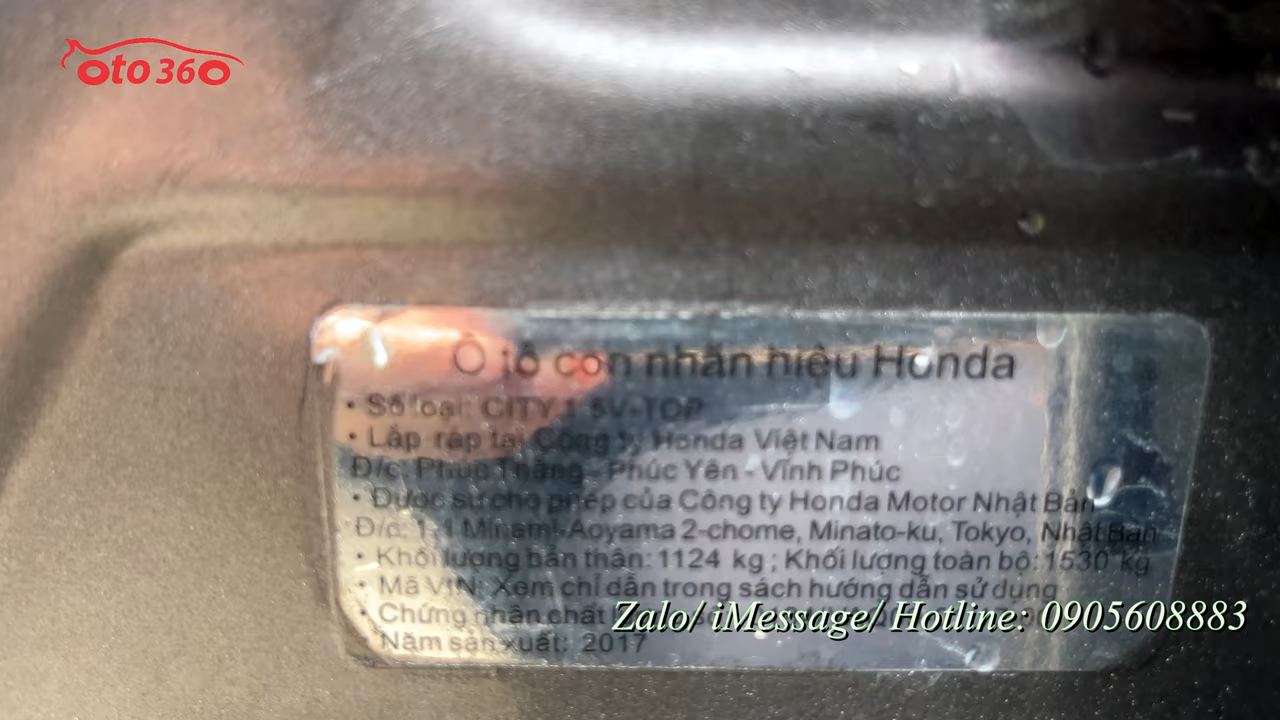 oto 360
Ô tô con nhãn hiệu Honda
• Số loại: CITY 1.5V-TOP
• Lắp ráp tại Công ty Honda Việt Nam
Đ/c: Phúc Thắng - Phúc Yên - Vĩnh Phúc
• Được sự cho phép của Công ty Honda Motor Nhật Bản
Đ/c: 1-1 Minami-Aoyama 2-chome, Minato-ku, Tokyo, Nhật Bản
• Khối lượng bản thân: 1124 kg ; Khối lượng toàn bộ: 1530 kg
• Mã VIN: Xem chỉ dẫn trong sách hướng dẫn sử dụng
• Chứng nhận chất
Zalo/ iMessage/ Hotline: 0905608883
Năm sản xuất: 2017